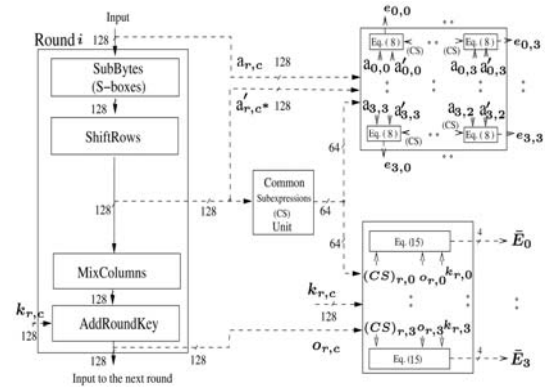 Input
Round i
128
SubBytes
(S-boxes)
128
ShiftRows
128
128
MixColumns
128
k_{r,c}
128
AddRoundKey
128
128
Input to the next round
a_{r,c} 128
a'_{r,c*} 128
Common
Subexpressions
(CS)
Unit
64
64
64
k_{r,c}
128
o_{r,c}
e_{0,0}
Eq. ( 8 )
(CS)
Eq. ( 8 )
e_{0,3}
a_{0,0} a'_{0,0} a_{0,3} a'_{0,3}
a_{3,3} a'_{3,3} a_{3,2} a'_{3,2}
Eq. ( 8 )
(CS)
(CS)
Eq. ( 8 )
e_{3,3}
e_{3,0}
Eq. (15)
4
Ē_0
(CS)_{r,0} o_{r,0} k_{r,0}
(CS)_{r,3} o_{r,3} k_{r,3}
Eq. (15)
4
Ē_3